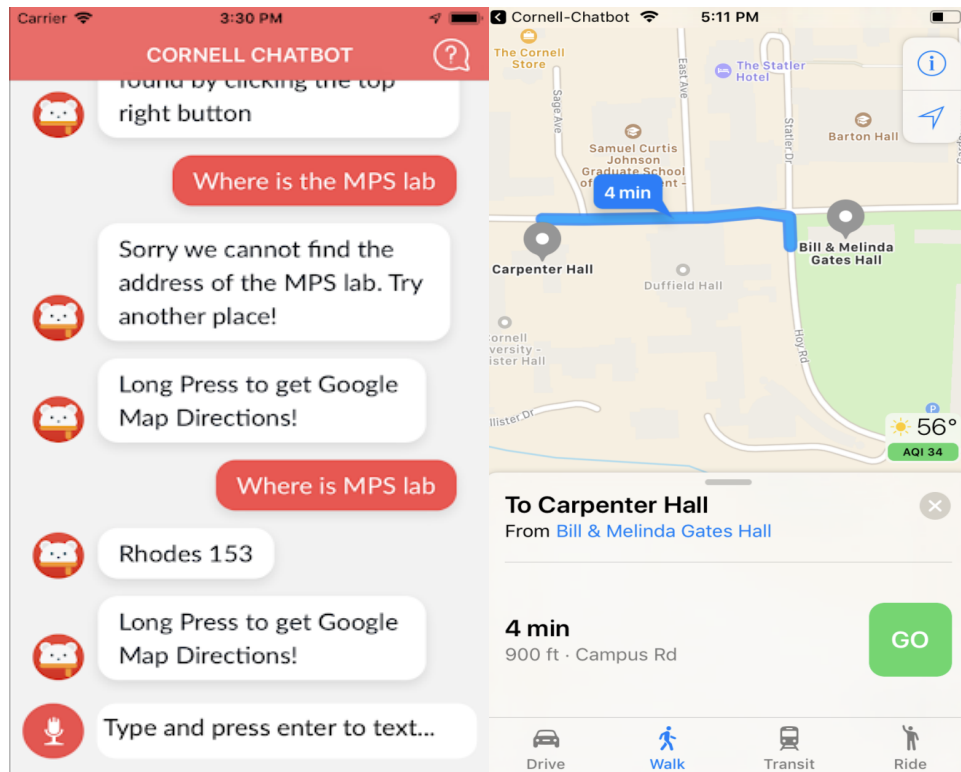 Carrier 3:30 PM
CORNELL CHATBOT
found by clicking the top
right button
Where is the MPS lab
Sorry we cannot find the
address of the MPS lab. Try
another place!
Long Press to get Google
Map Directions!
Where is MPS lab
Rhodes 153
Long Press to get Google
Map Directions!
Type and press enter to text...
Cornell-Chatbot 5:11 PM
The Cornell
Store
East Ave
The Statler
Hotel
Sage Ave
Statler Dr
Barton Hall
Samuel Curtis
Johnson
Graduate School
4 min
Carpenter Hall
Bill & Melinda
Gates Hall
Duffield Hall
Hoy Rd
56°
AQI 34
To Carpenter Hall
From Bill & Melinda Gates Hall
4 min
900 ft · Campus Rd
GO
Drive Walk Transit Ride